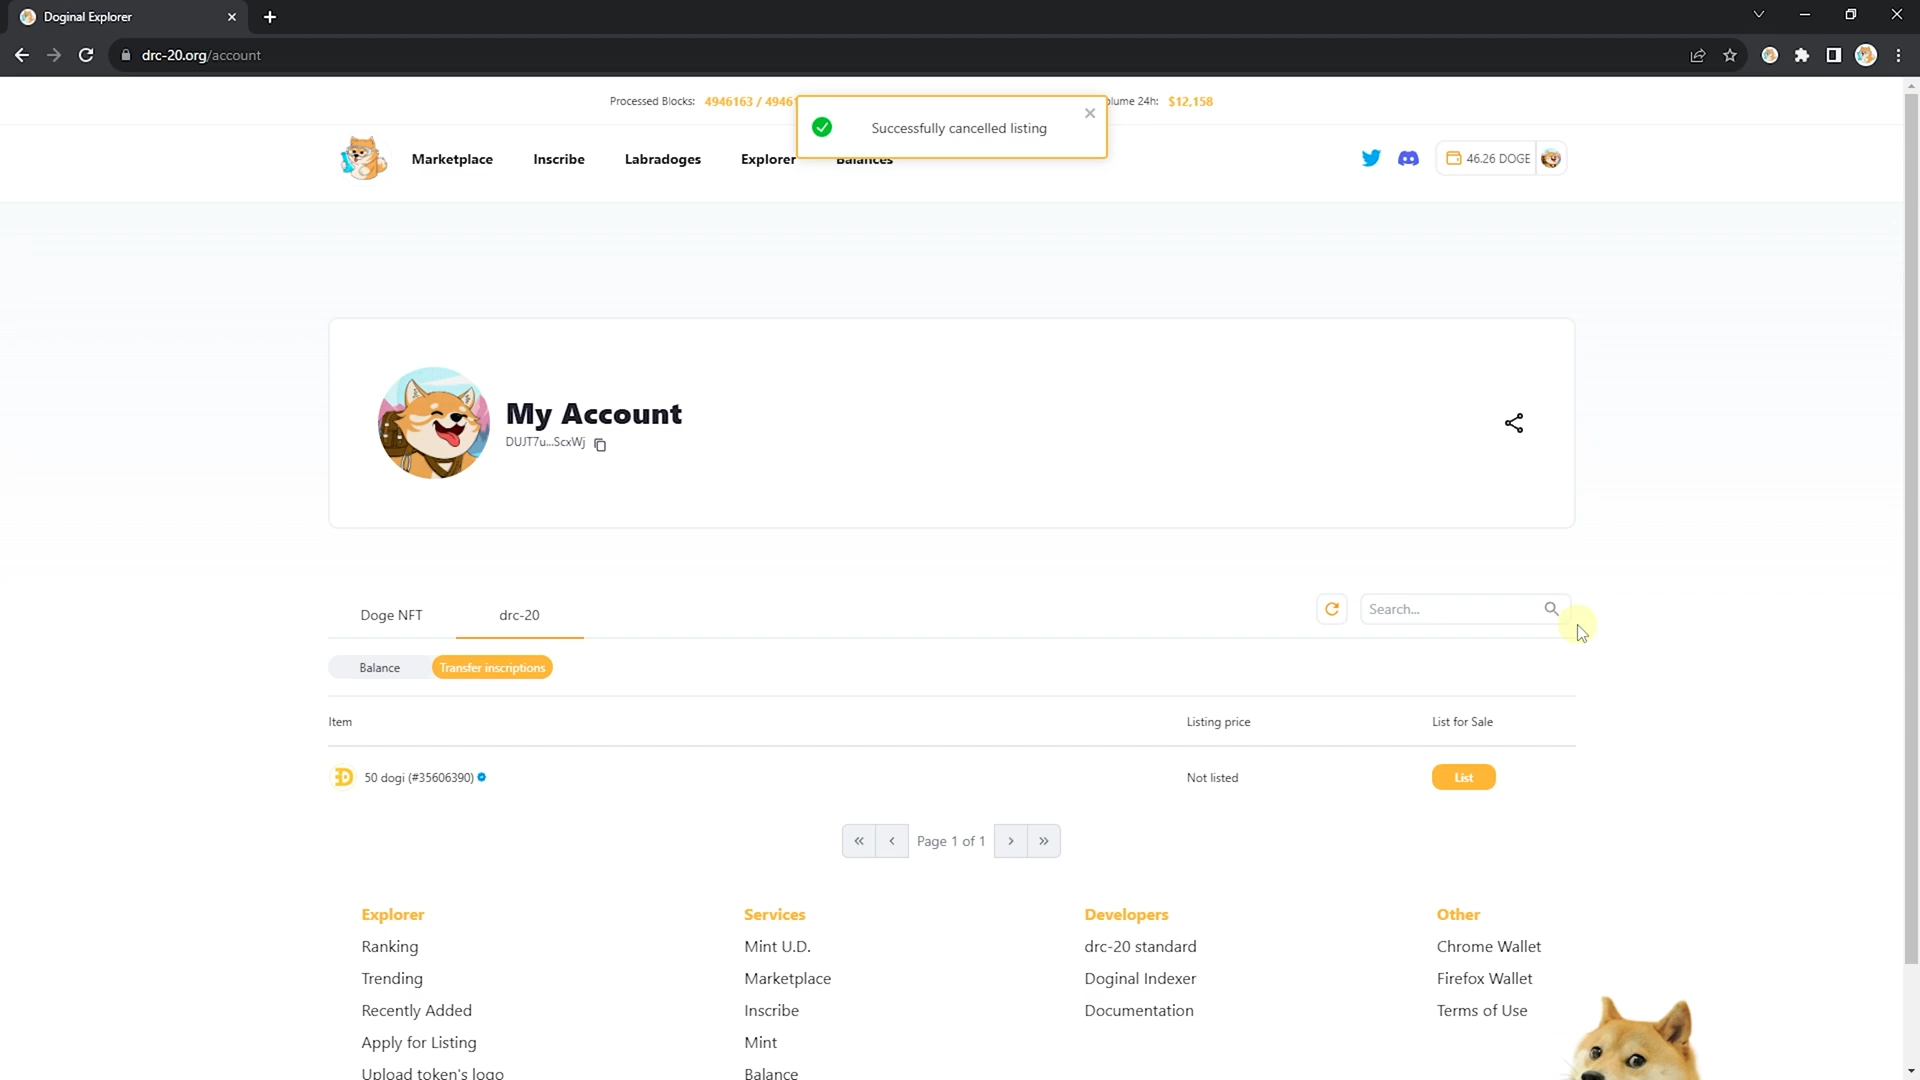 Doginal Explorer
drc-20.org/account
Processed Blocks: 4946163 / 4946
Volume 24h: $12,158
Successfully cancelled listing
Marketplace Inscribe Labradoges Explorer Balances
46.26 DOGE
My Account
DUJT7u...ScxWj
Doge NFT drc-20
Search...
Balance Transfer inscriptions
Item Listing price List for Sale
50 dogi (#35606390) Not listed List
« ‹ Page 1 of 1 › »
Explorer Services Developers Other
Ranking Mint U.D. drc-20 standard Chrome Wallet
Trending Marketplace Doginal Indexer Firefox Wallet
Recently Added Inscribe Documentation Terms of Use
Apply for Listing Mint
Upload token's logo Balance